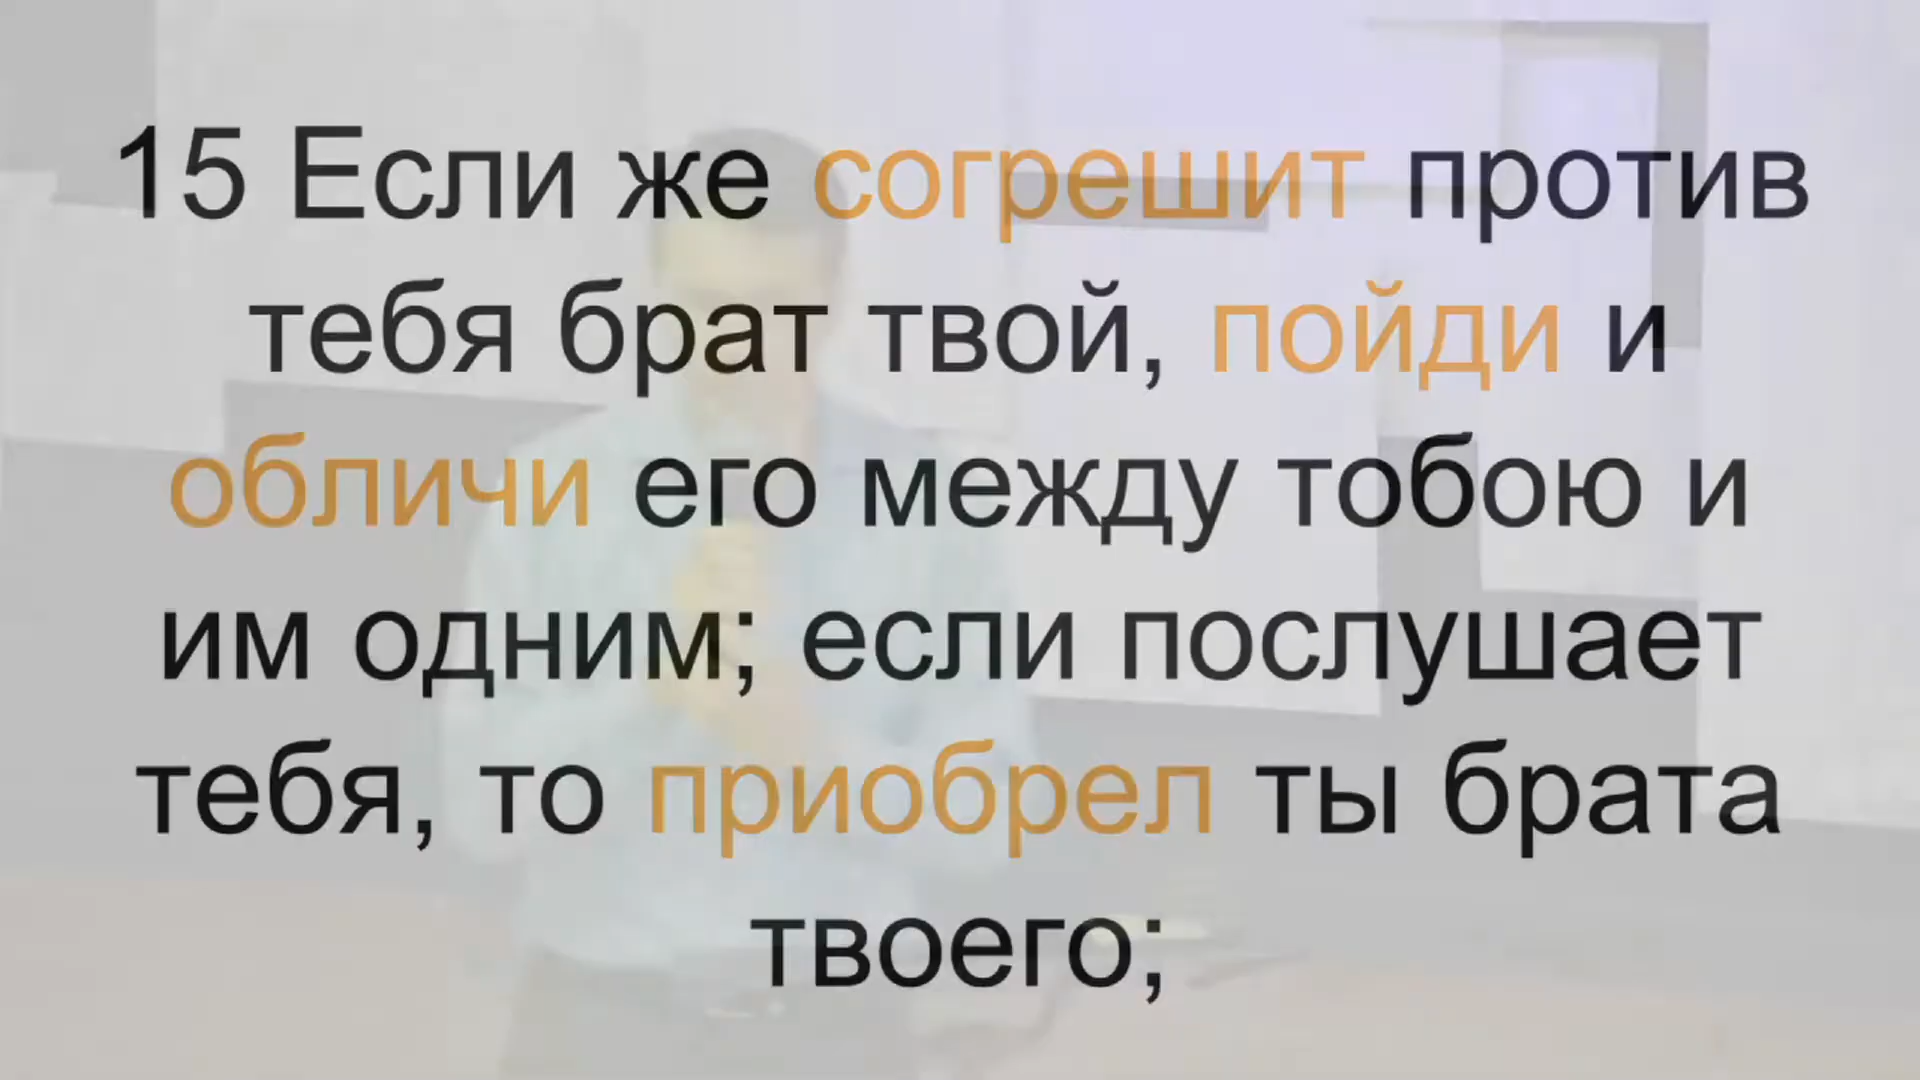 15 Если же согрешит против
тебя брат твой, пойди и
обличи его между тобою и
им одним; если послушает
тебя, то приобрел ты брата
твоего;